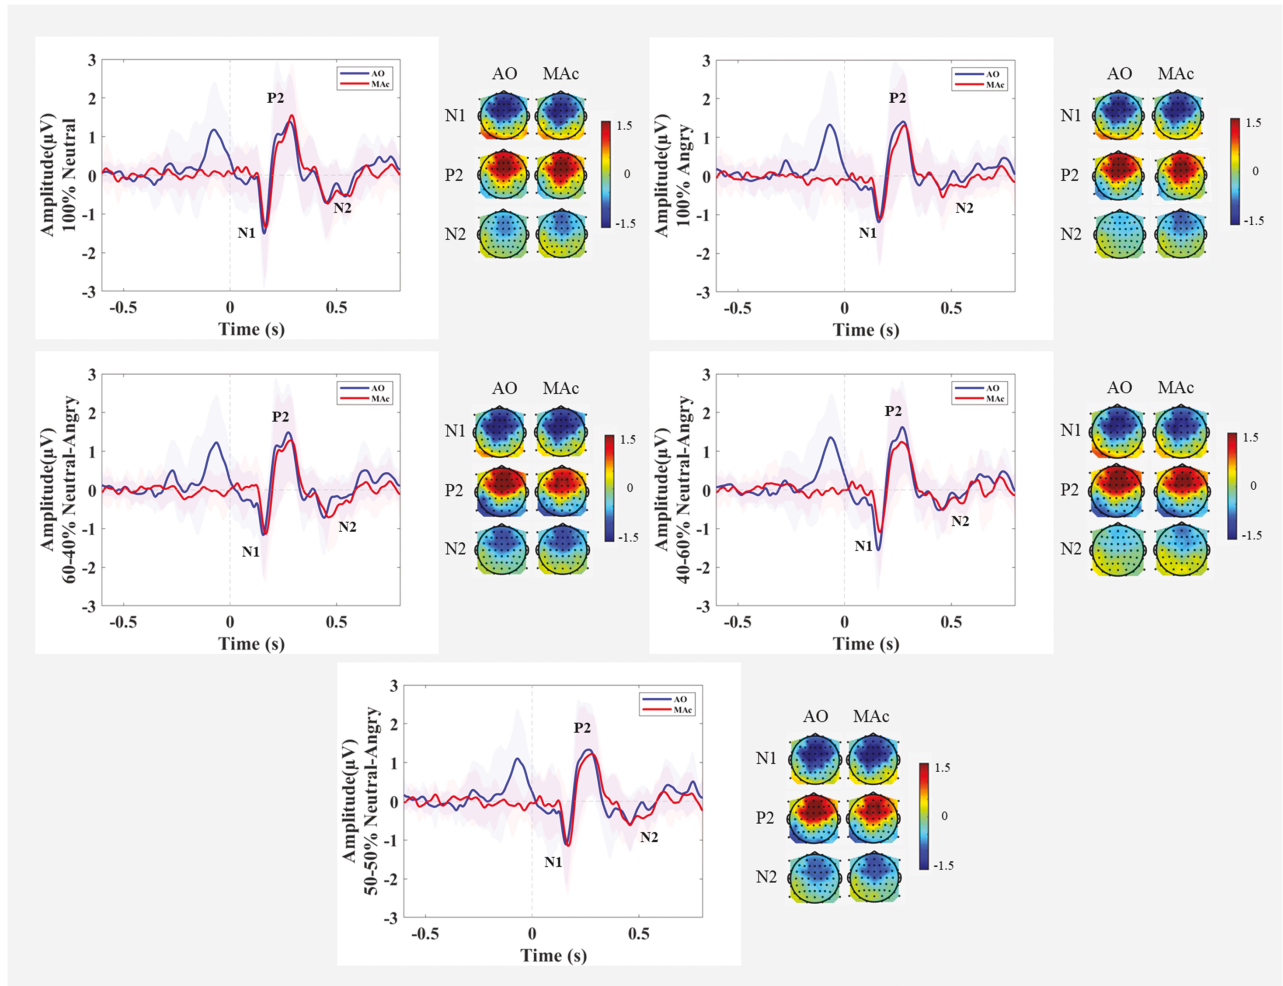 Amplitude(μV)
100% Neutral
3
2
1
0
-1
-2
-3
-0.5
0
0.5
Time (s)
AO
MAc
P2
N1
N2
AO MAc
N1
P2
N2
1.5
0
-1.5
Amplitude(μV)
100% Angry
3
2
1
0
-1
-2
-3
-0.5
0
0.5
Time (s)
AO
MAc
P2
N1
N2
AO MAc
N1
P2
N2
1.5
0
-1.5
Amplitude(μV)
60-40% Neutral-Angry
3
2
1
0
-1
-2
-3
-0.5
0
0.5
Time (s)
AO
MAc
P2
N1
N2
AO MAc
N1
P2
N2
1.5
0
-1.5
Amplitude(μV)
40-60% Neutral-Angry
3
2
1
0
-1
-2
-3
-0.5
0
0.5
Time (s)
AO
MAc
P2
N1
N2
AO MAc
N1
P2
N2
1.5
0
-1.5
Amplitude(μV)
50-50% Neutral-Angry
3
2
1
0
-1
-2
-3
-0.5
0
0.5
Time (s)
AO
MAc
P2
N1
N2
AO MAc
N1
P2
N2
1.5
0
-1.5